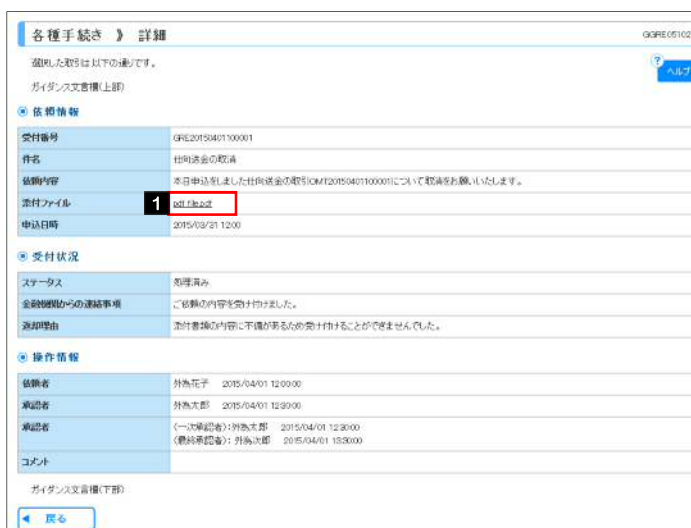 各種手続き 》 詳細
GGRE05102
選択した取引は以下の通りです。
ヘルプ
?
ガイダンス文言欄(上部)
依頼情報
受付番号 GRE20150401100001
件名 仕向送金の取消
依頼内容 本日申込をしました仕向送金の取引OMT20150401100001について取消をお願いいたします。
添付ファイル 1 pdf file.pdf
申込日時 2015/03/31 12:00
受付状況
ステータス 処理済み
金融機関からの連絡事項 ご依頼の内容を受け付けました。
返却理由 添付書類の内容に不備があるため受け付けることができませんでした。
操作情報
依頼者 外為花子 2015/04/01 12:00:00
承認者 外為太郎 2015/04/01 12:30:00
承認者 (一次承認者):外為太郎 2015/04/01 12:30:00
(最終承認者):外為次郎 2015/04/01 13:30:00
コメント
ガイダンス文言欄(下部)
戻る